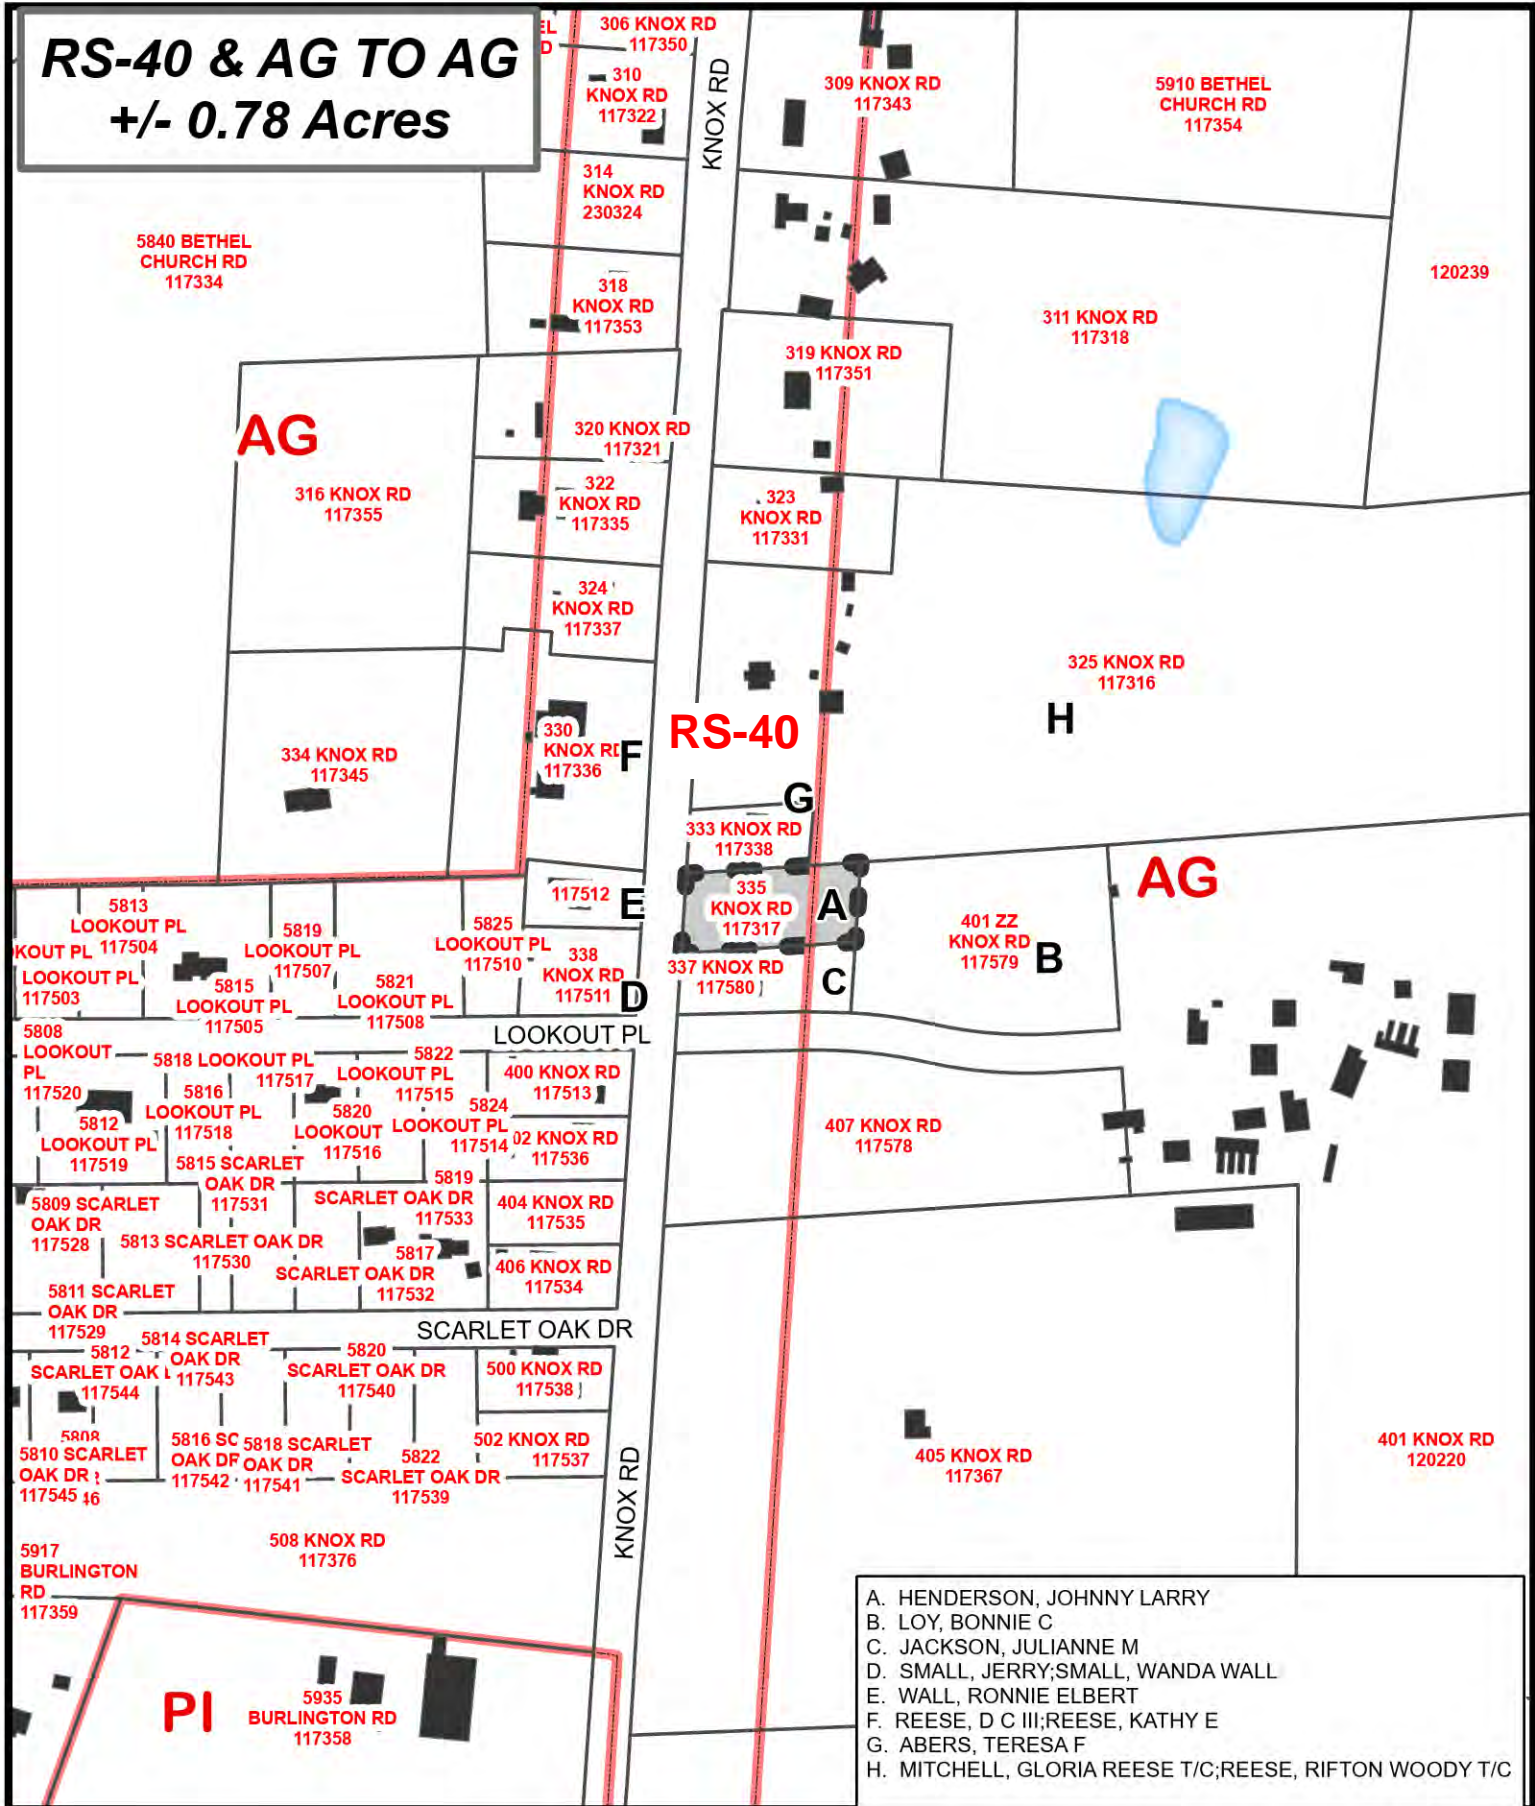 RS-40 & AG TO AG
+/- 0.78 Acres
306 KNOX RD
117350
310
KNOX RD
117322
KNOX RD
309 KNOX RD
117343
5910 BETHEL
CHURCH RD
117354
314
KNOX RD
230324
5840 BETHEL
CHURCH RD
117334
318
KNOX RD
117353
120239
311 KNOX RD
117318
319 KNOX RD
117351
AG
320 KNOX RD
117321
316 KNOX RD
117355
322
KNOX RD
117335
323
KNOX RD
117331
324
KNOX RD
117337
325 KNOX RD
117316
H
RS-40
330
KNOX RD
117336
F
334 KNOX RD
117345
G
333 KNOX RD
117338
AG
335
KNOX RD
117317
A
117512
E
401 ZZ
KNOX RD
117579
B
5813
LOOKOUT PL
117504
KOUT PL
LOOKOUT PL
117503
5819
LOOKOUT PL
117507
5825
LOOKOUT PL
117510
338
KNOX RD
117511
D
337 KNOX RD
117580
C
5815
LOOKOUT PL
117505
5821
LOOKOUT PL
117508
LOOKOUT PL
5808
LOOKOUT
PL
117520
5818 LOOKOUT PL
117517
5822
LOOKOUT PL
117515
400 KNOX RD
117513
5816
LOOKOUT PL
117518
5820
LOOKOUT
117516
5824
LOOKOUT PL
117514
02 KNOX RD
117536
407 KNOX RD
117578
5812
LOOKOUT PL
117519
5815 SCARLET
OAK DR
117531
5819
SCARLET OAK DR
117533
404 KNOX RD
117535
5809 SCARLET
OAK DR
117528
5813 SCARLET OAK DR
117530
5817
SCARLET OAK DR
117532
406 KNOX RD
117534
5811 SCARLET
OAK DR
117529
SCARLET OAK DR
5812
SCARLET OAK
117544
5814 SCARLET
OAK DR
117543
5820
SCARLET OAK DR
117540
500 KNOX RD
117538
5808
5810 SCARLET
OAK DR
117545
46
5816 SC
OAK DR
117542
5818 SCARLET
OAK DR
117541
5822
SCARLET OAK DR
117539
502 KNOX RD
117537
KNOX RD
405 KNOX RD
117367
401 KNOX RD
120220
508 KNOX RD
117376
5917
BURLINGTON
RD
117359
PI
5935
BURLINGTON RD
117358
A. HENDERSON, JOHNNY LARRY
B. LOY, BONNIE C
C. JACKSON, JULIANNE M
D. SMALL, JERRY;SMALL, WANDA WALL
E. WALL, RONNIE ELBERT
F. REESE, D C III;REESE, KATHY E
G. ABERS, TERESA F
H. MITCHELL, GLORIA REESE T/C;REESE, RIFTON WOODY T/C